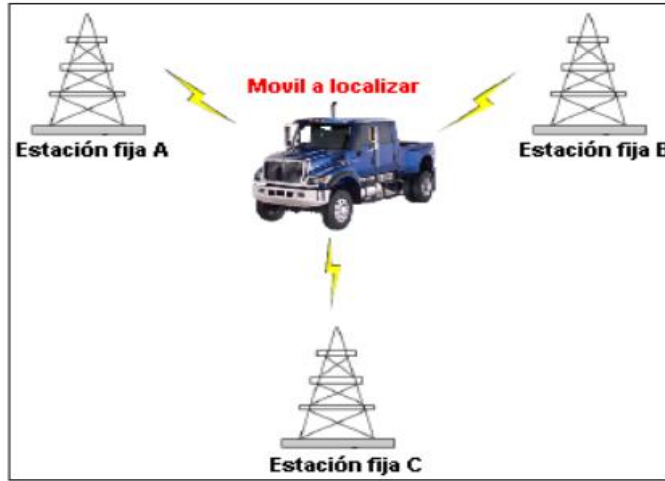 Movil a localizar
Estación fija A
Estación fija B
Estación fija C